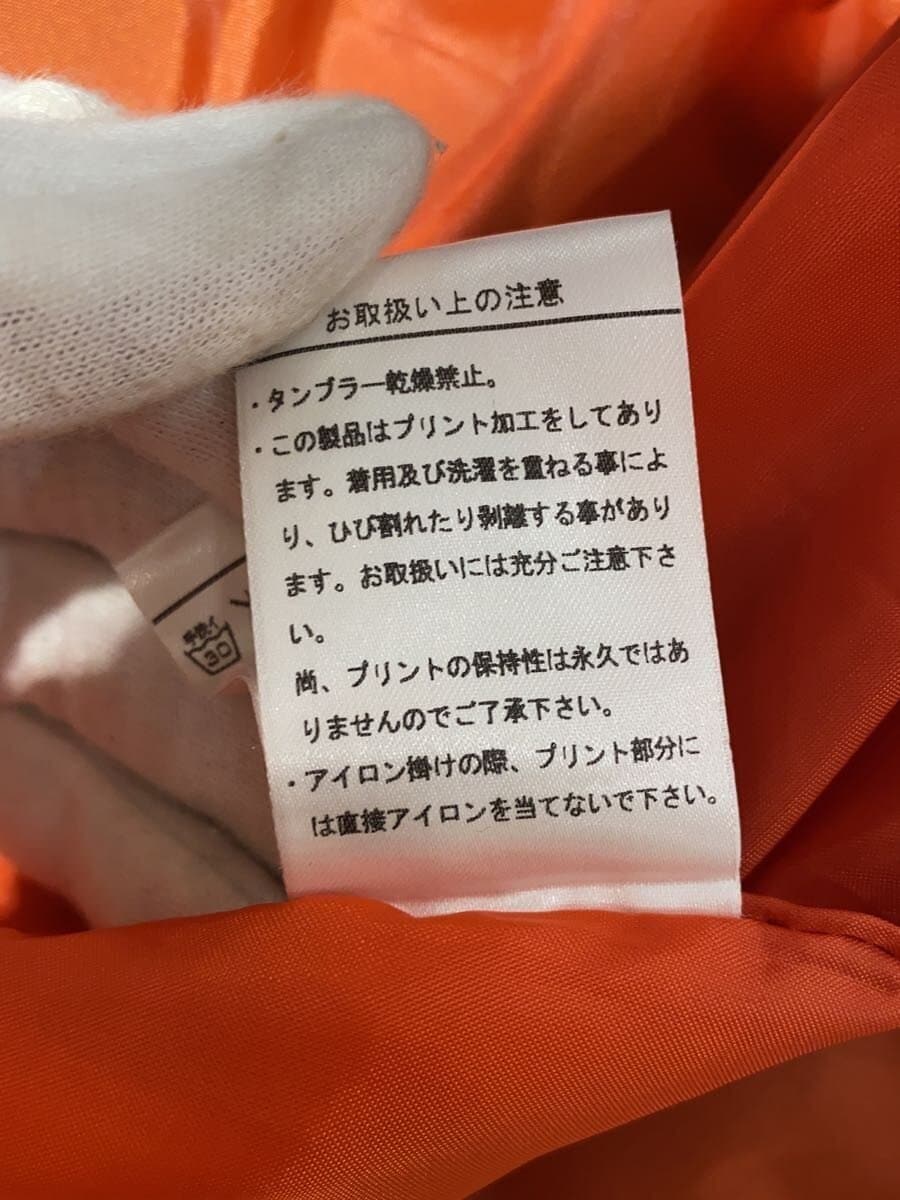 お取扱い上の注意
・タンブラー乾燥禁止。
・この製品はプリント加工をしてあり
ます。着用及び洗濯を重ねる事によ
り、ひび割れたり剥離する事があり
ます。お取扱いには充分ご注意下さ
い。
尚、プリントの保持性は永久ではあ
りませんのでご了承下さい。
・アイロン掛けの際、プリント部分に
は直接アイロンを当てないで下さい。
手洗イ
30